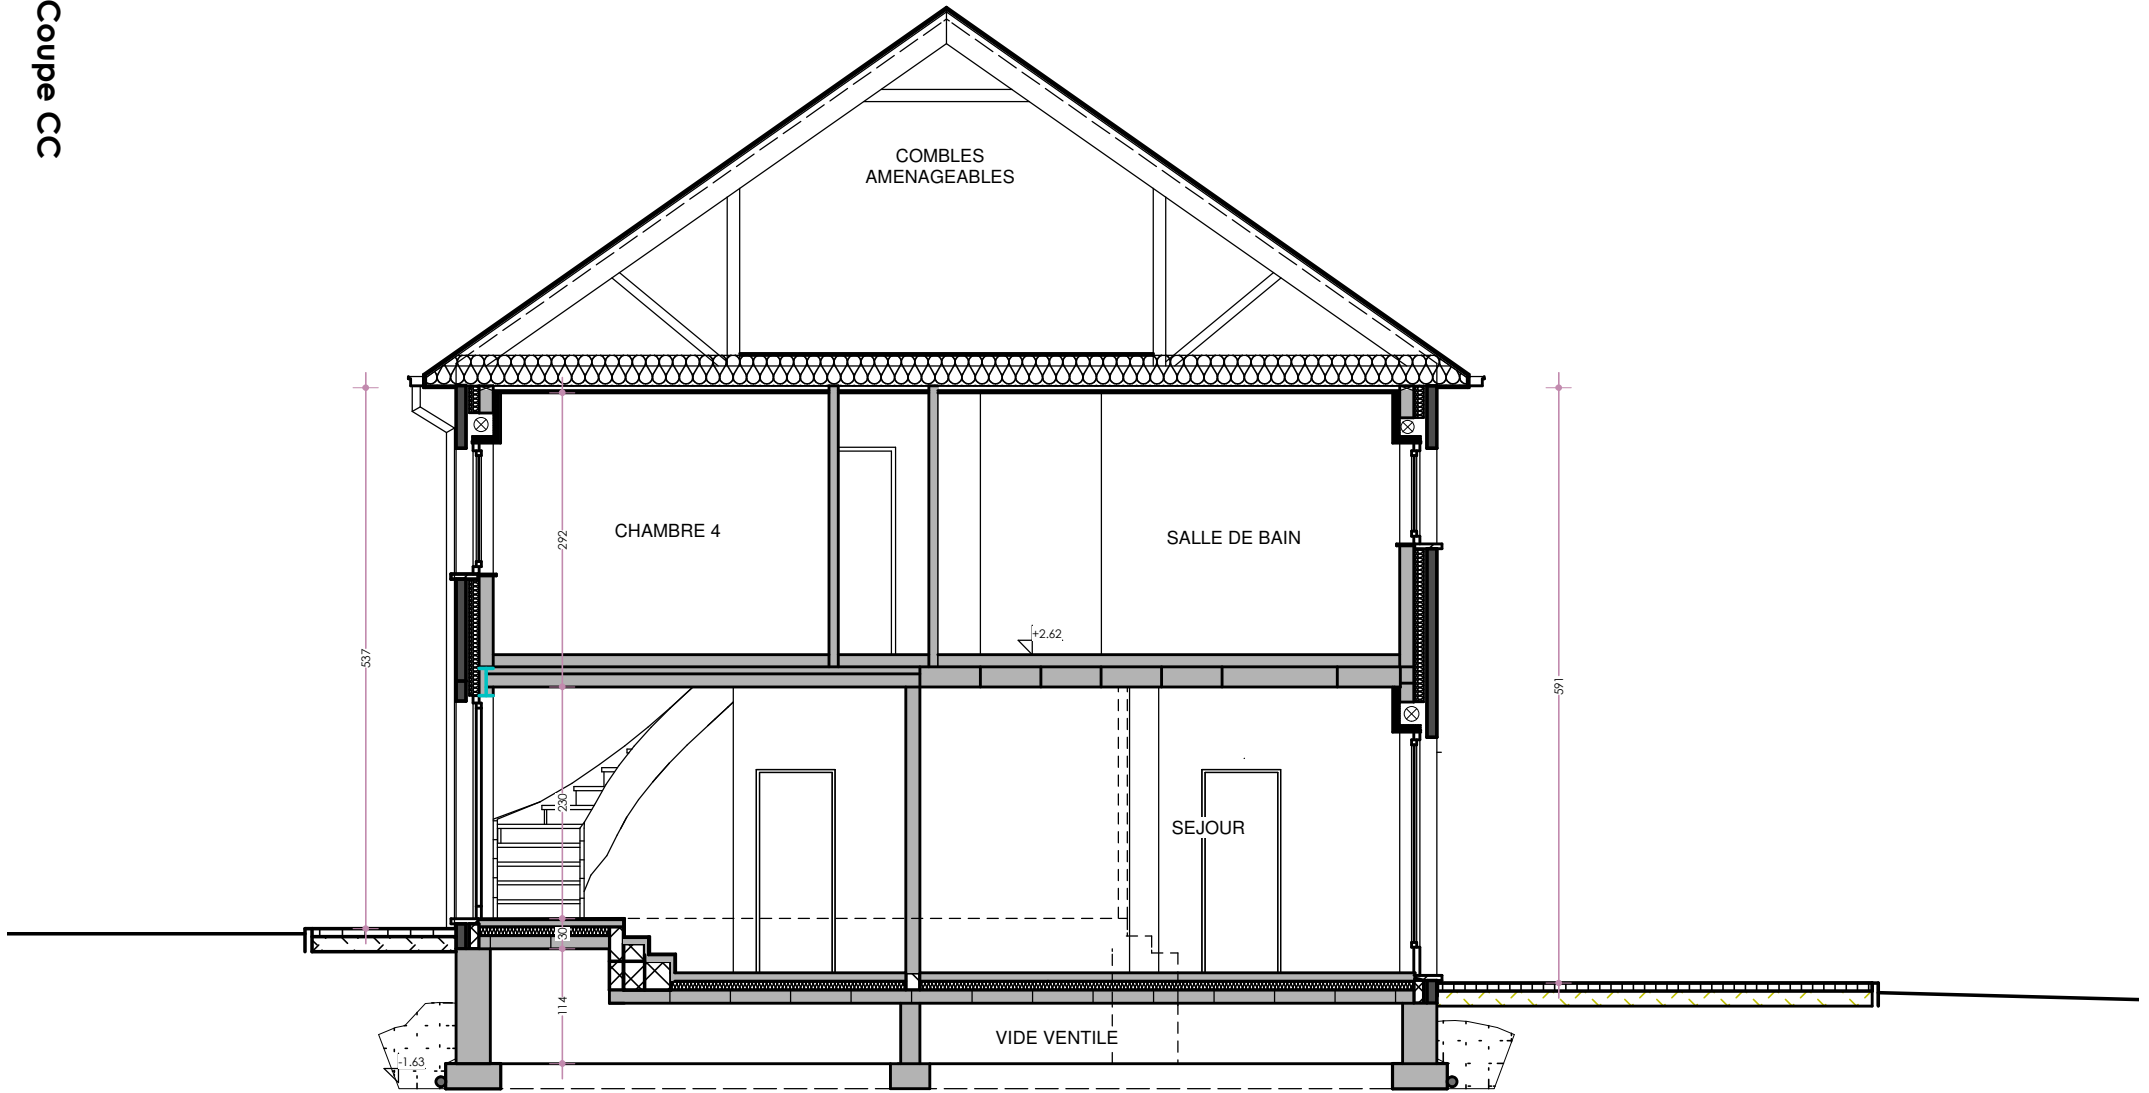 Coupe CC
COMBLES
AMENAGEABLES
CHAMBRE 4
SALLE DE BAIN
292
+2.62
537
591
230
SEJOUR
30
114
VIDE VENTILE
-1.63